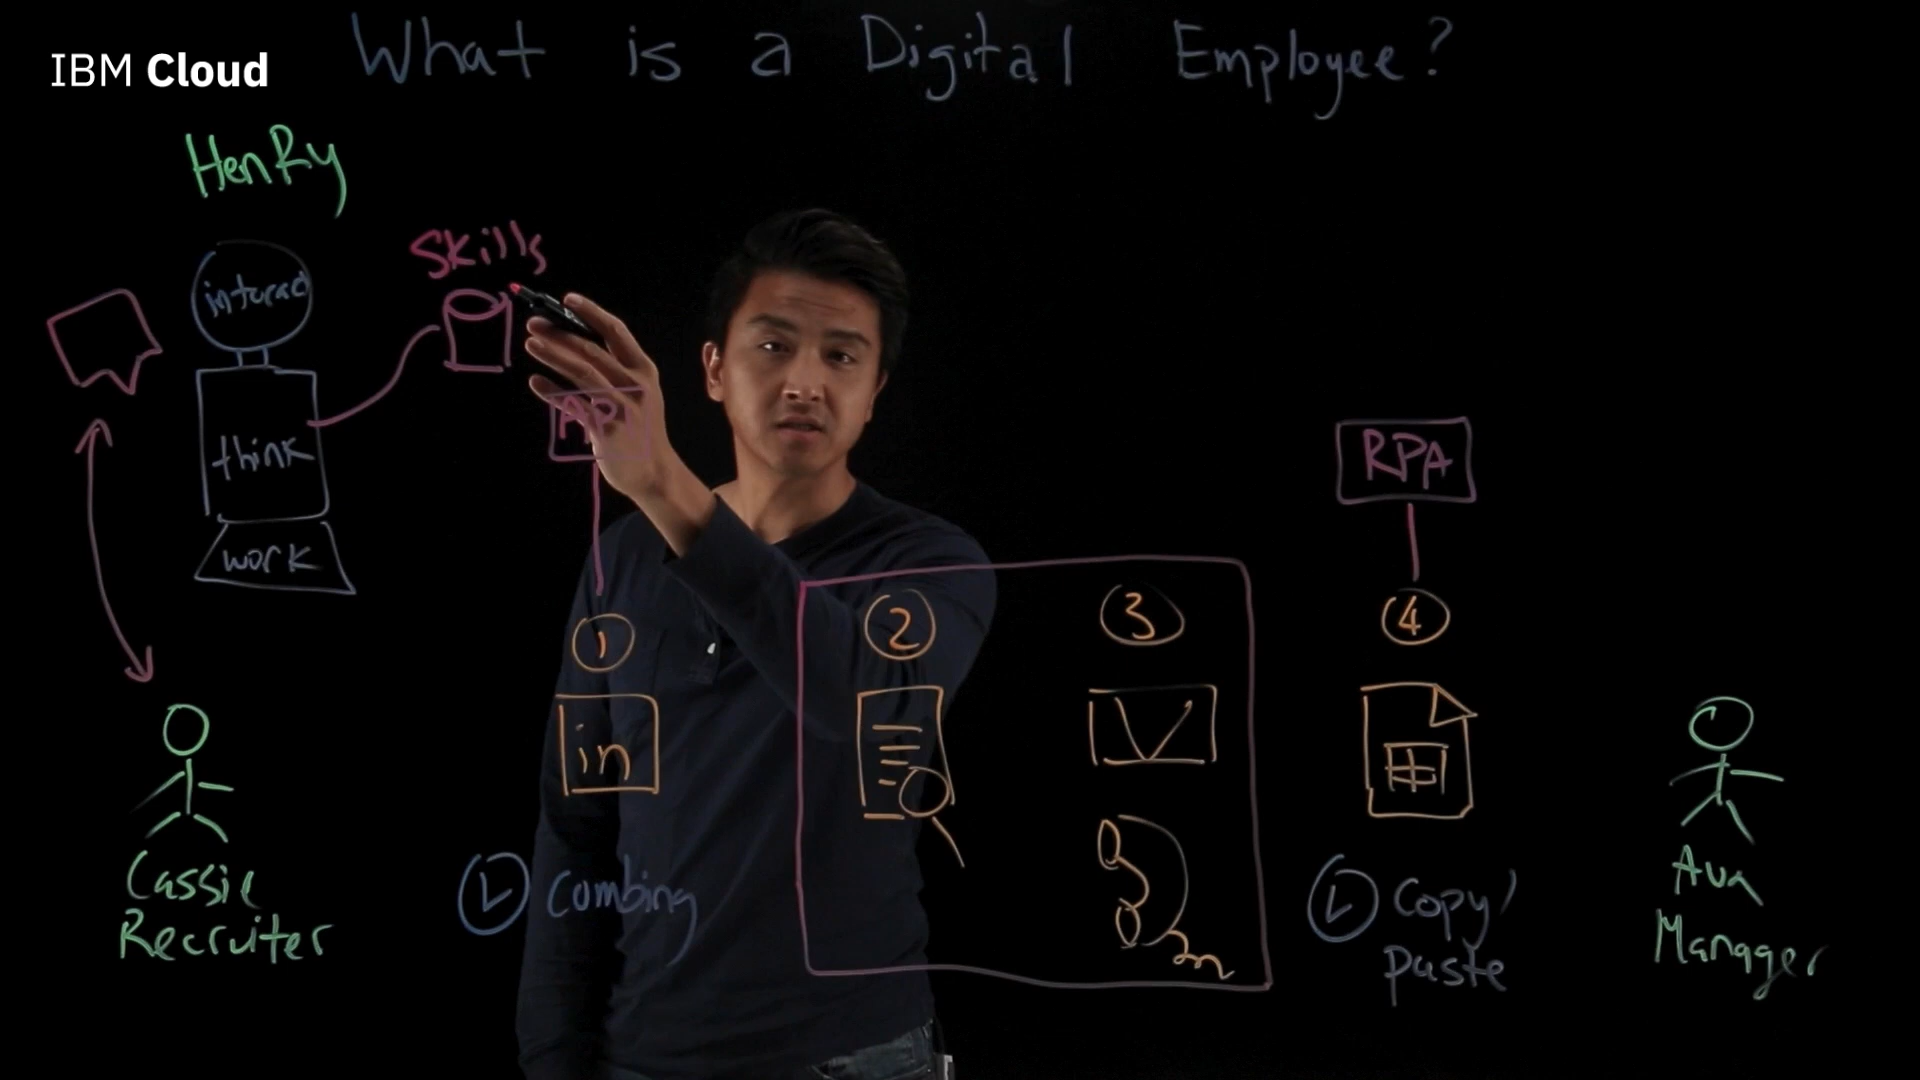 IBM Cloud
What is a Digital Employee?
HenRy
Skills
interact
API
RPA
think
work
1
2
3
4
in
Cassie
Recruiter
Combing
Copy/
paste
Ava
Manager